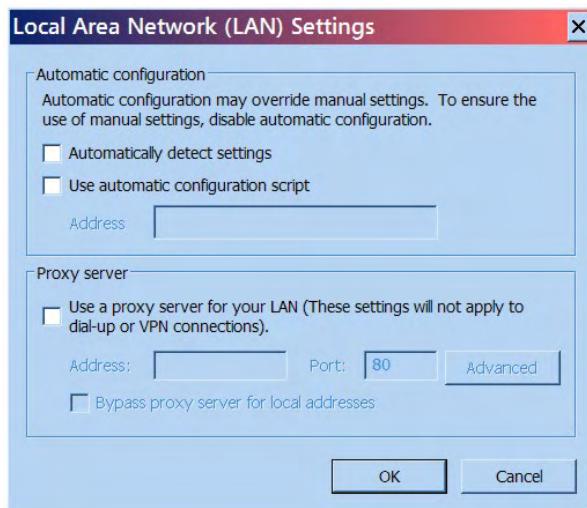 Local Area Network (LAN) Settings
Automatic configuration
Automatic configuration may override manual settings. To ensure the
use of manual settings, disable automatic configuration.
Automatically detect settings
Use automatic configuration script
Address
Proxy server
Use a proxy server for your LAN (These settings will not apply to
dial-up or VPN connections).
Address: Port: 80 Advanced
Bypass proxy server for local addresses
OK Cancel